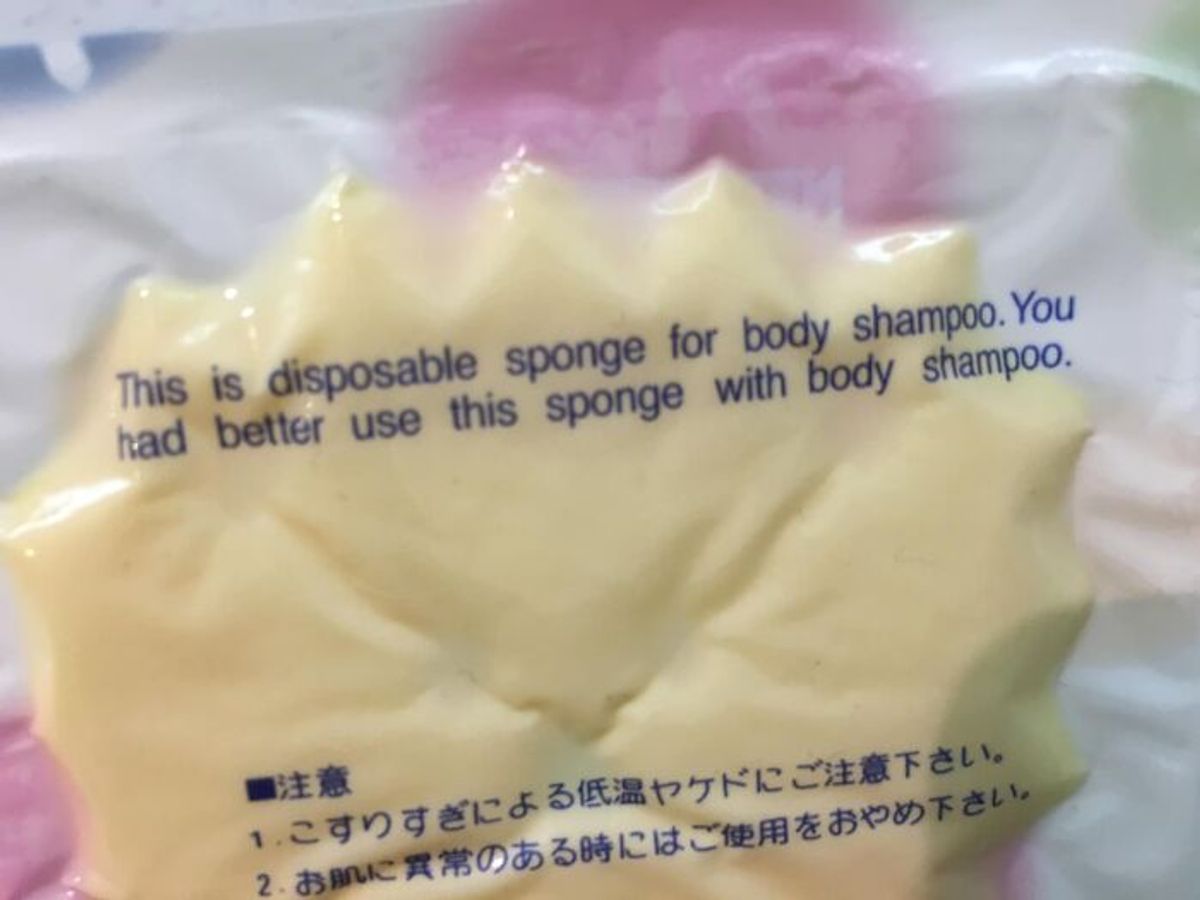 This is disposable sponge for body shampoo. You
had better use this sponge with body shampoo.
■注意
1.こすりすぎによる低温ヤケドにご注意下さい。
2.お肌に異常のある時にはご使用をおやめ下さい。